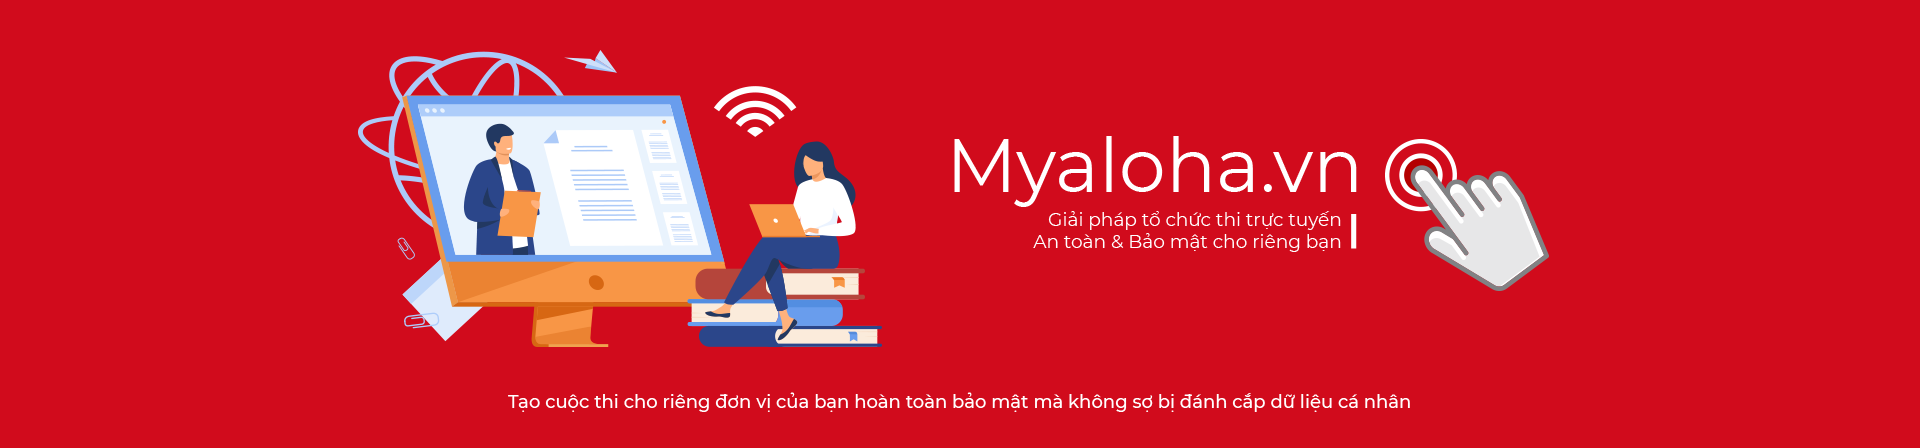 Myaloha.vn
Giải pháp tổ chức thi trực tuyến
An toàn & Bảo mật cho riêng bạn
Tạo cuộc thi cho riêng đơn vị của bạn hoàn toàn bảo mật mà không sợ bị đánh cắp dữ liệu cá nhân